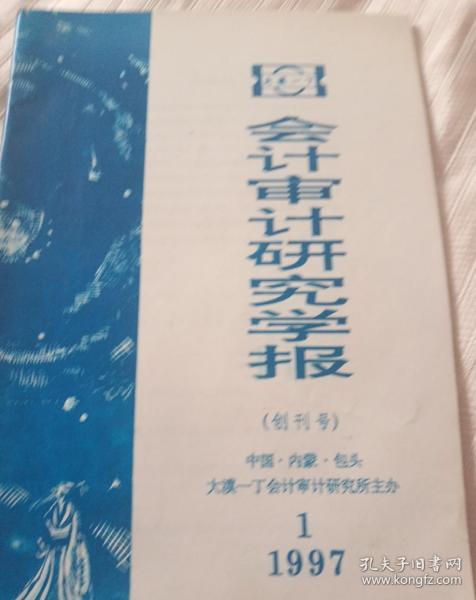 会计审计研究学报
(创刊号)
中国·内蒙·包头
大漠一丁会计审计研究所主办
1
1997
孔夫子旧书网
www.kongfz.com